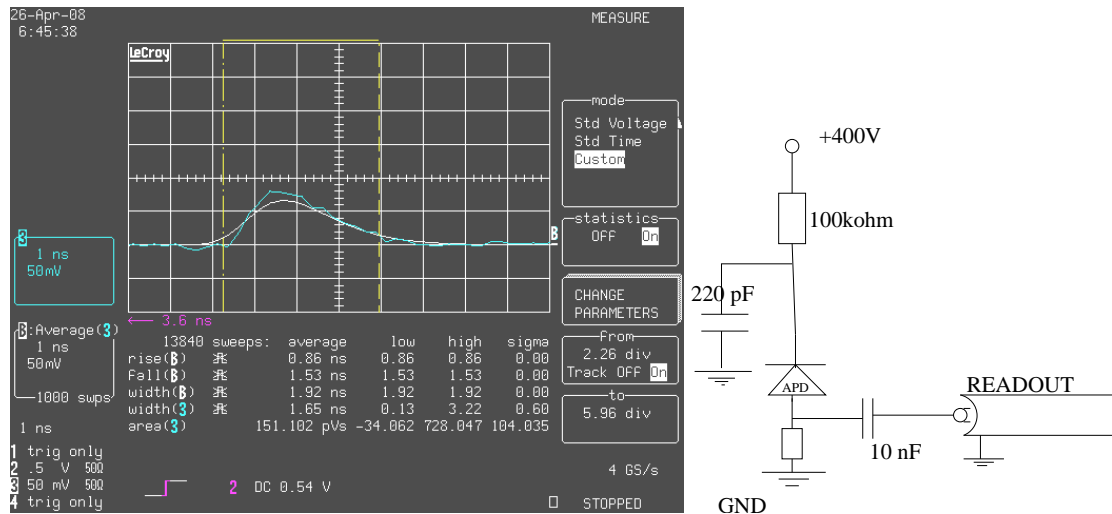 26-Apr-08
6:45:38
MEASURE
LeCroy
mode
Std Voltage
Std Time
Custom
statistics
OFF On
CHANGE
PARAMETERS
From
2.26 div
Track OFF On
to
5.96 div
3
1 ns
50mV
B
← 3.6 ns
B:Average(3)
1 ns
50mV
1000 swps
13840 sweeps: average low high sigma
rise(B) 0.86 ns 0.86 0.86 0.00
fall(B) 1.53 ns 1.53 1.53 0.00
width(B) 1.92 ns 1.92 1.92 0.00
width(3) 1.65 ns 0.13 3.22 0.60
area(3) 151.102 pVs -34.062 728.047 104.035
1 ns
1 trig only
2 .5 V 50Ω
3 50 mV 50Ω
4 trig only
2 DC 0.54 V
4 GS/s
STOPPED
+400V
100kohm
220 pF
APD
READOUT
10 nF
GND